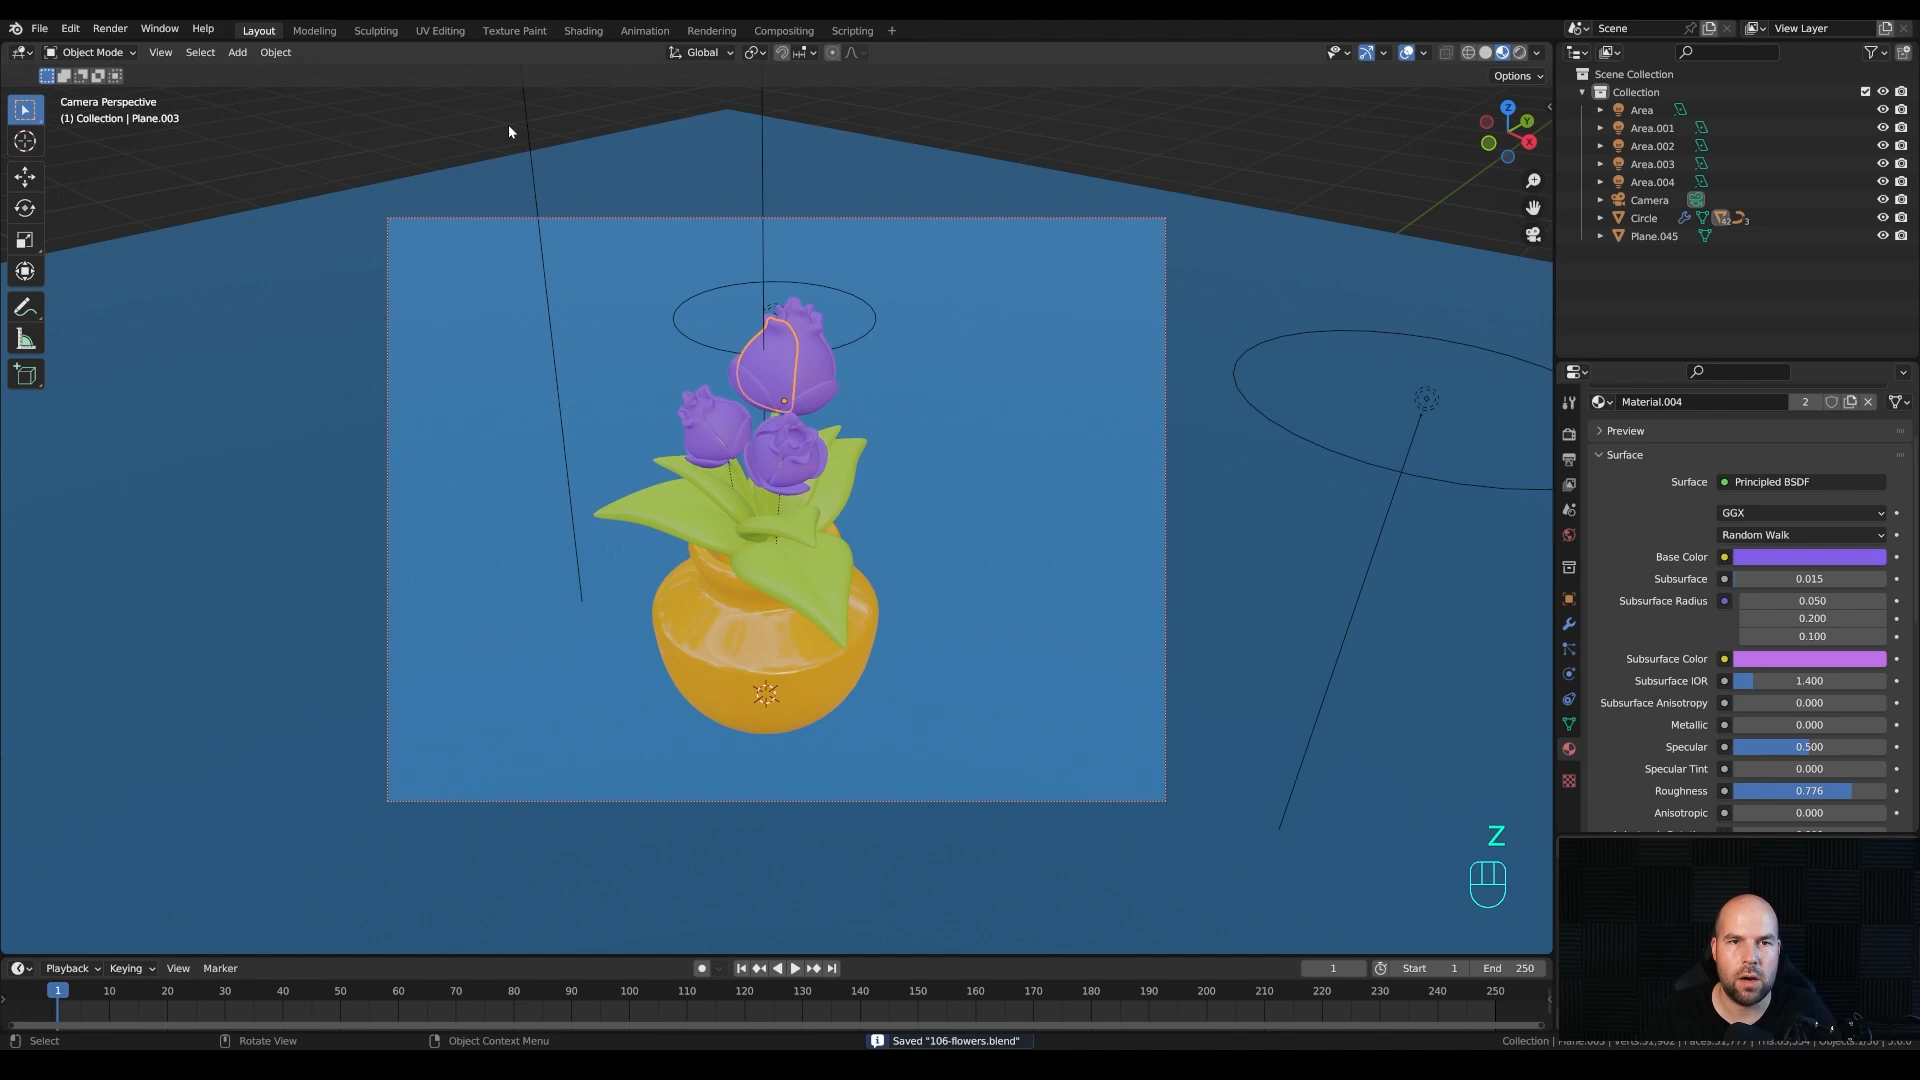 File Edit Render Window Help Layout Modeling Sculpting UV Editing Texture Paint Shading Animation Rendering Compositing Scripting + Scene View Layer
Object Mode View Select Add Object Global
Options
Camera Perspective
(1) Collection | Plane.003
Z
Y
X
Scene Collection
Collection
Area
Area.001
Area.002
Area.003
Area.004
Camera
Circle 42 3
Plane.045
Material.004 2
Preview
Surface
Surface Principled BSDF
GGX
Random Walk
Base Color
Subsurface 0.015
Subsurface Radius 0.050
0.200
0.100
Subsurface Color
Subsurface IOR 1.400
Subsurface Anisotropy 0.000
Metallic 0.000
Specular 0.500
Specular Tint 0.000
Roughness 0.776
Anisotropic 0.000
Z
Playback Keying View Marker 1 Start 1 End 250
1 10 20 30 40 50 60 70 80 90 100 110 120 130 140 150 160 170 180 190 200 210 220 230 240 250
Select Rotate View Object Context Menu Saved "106-flowers.blend" Collection |